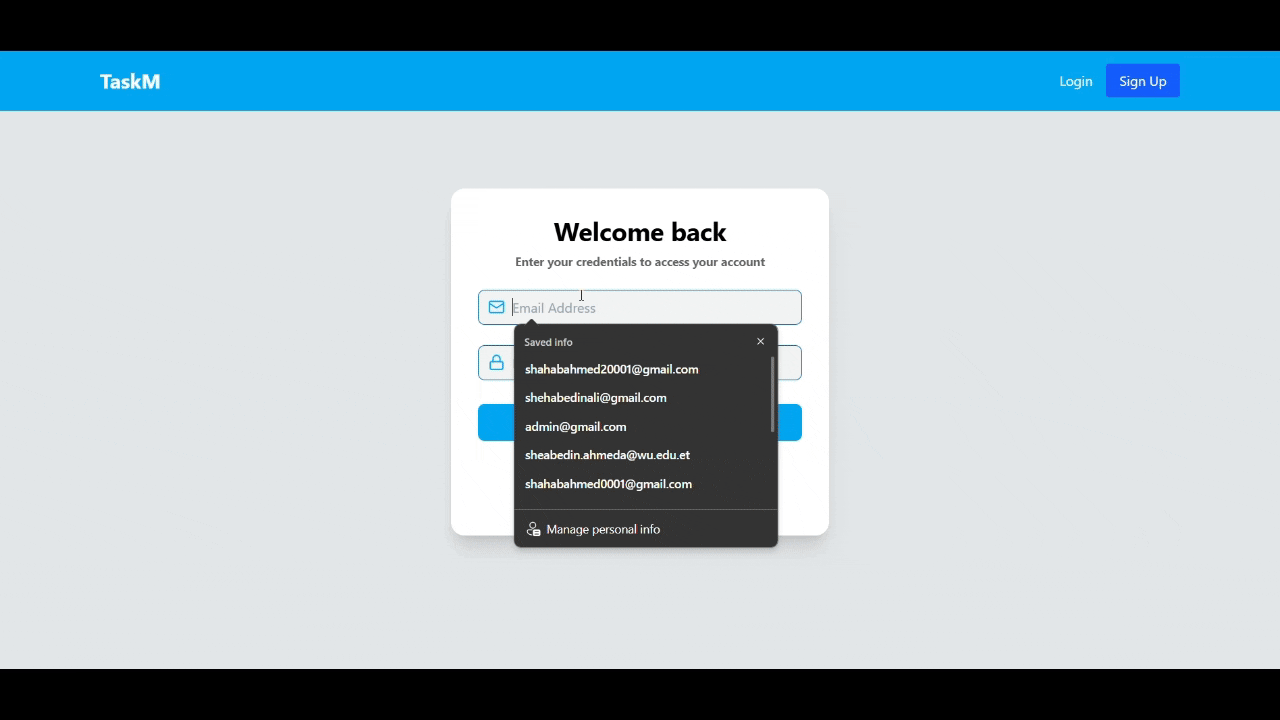 TaskM
Login
Sign Up
Welcome back
Enter your credentials to access your account
Email Address
Saved info
shahabahmed20001@gmail.com
shehabedinali@gmail.com
admin@gmail.com
sheabedin.ahmeda@wu.edu.et
shahabahmed0001@gmail.com
Manage personal info